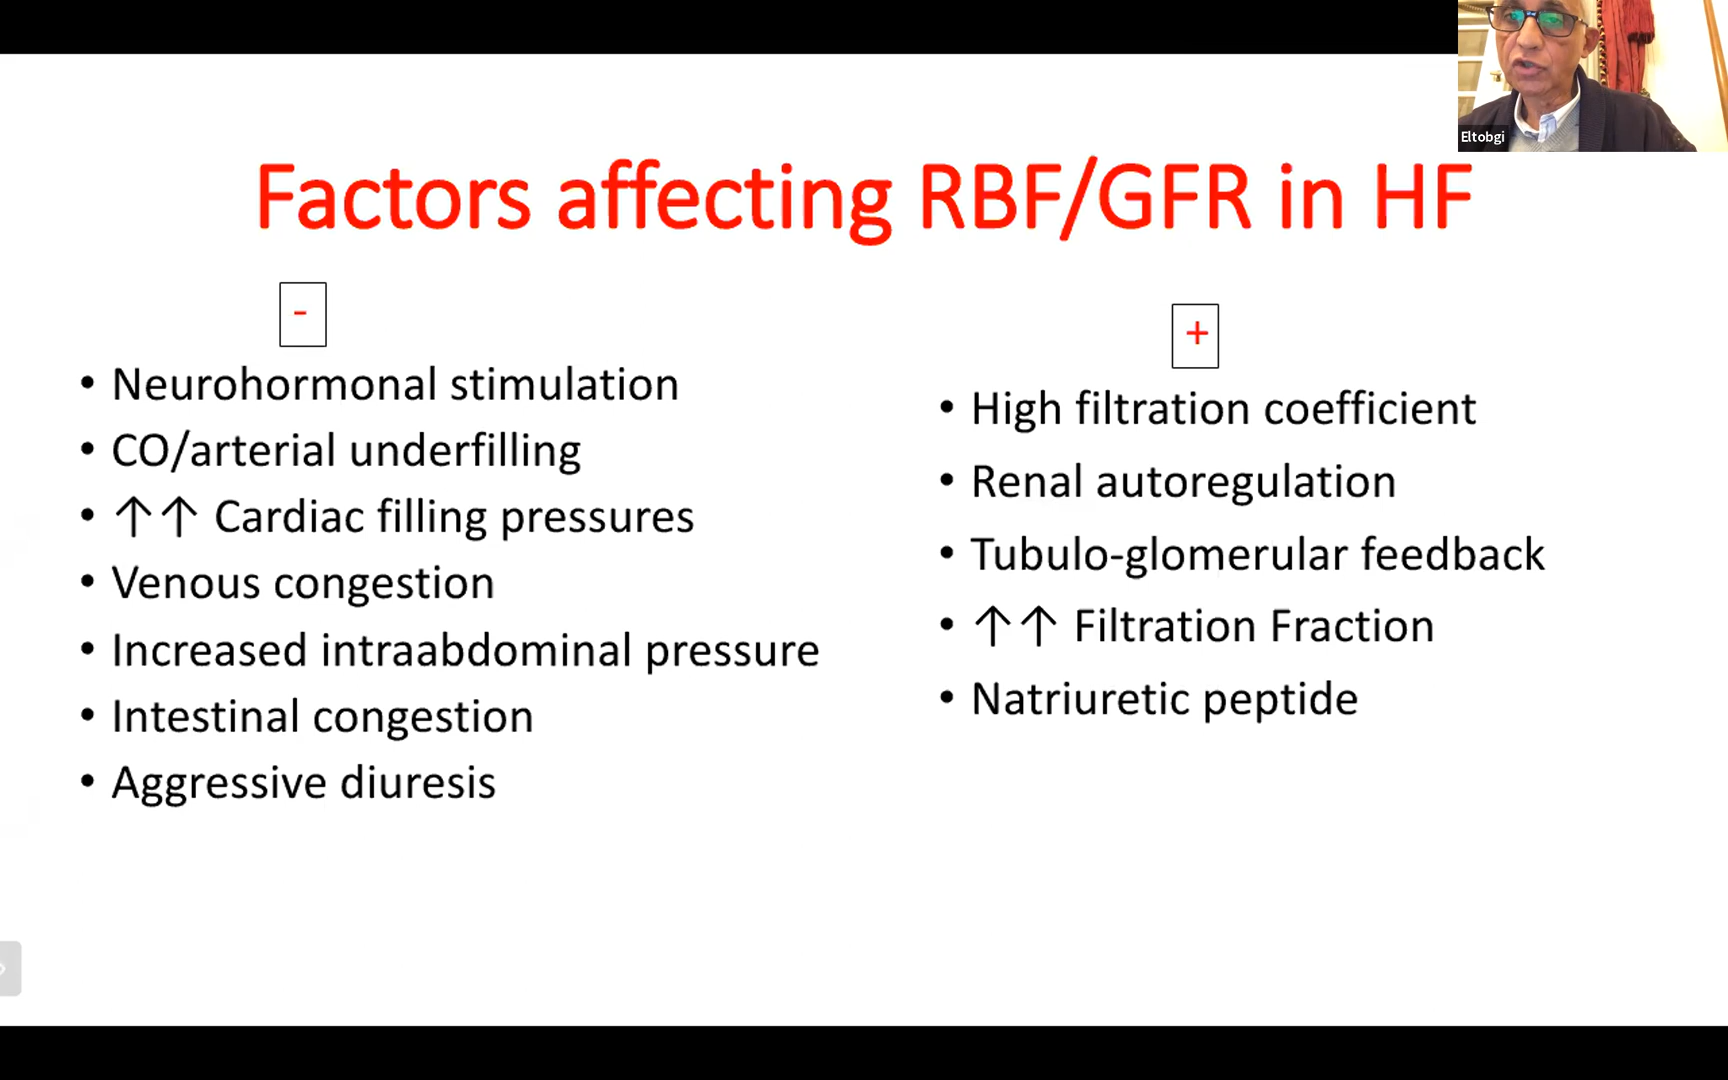 Eltobgi
Factors affecting RBF/GFR in HF
-
• Neurohormonal stimulation
• CO/arterial underfilling
• ↑↑ Cardiac filling pressures
• Venous congestion
• Increased intraabdominal pressure
• Intestinal congestion
• Aggressive diuresis
+
• High filtration coefficient
• Renal autoregulation
• Tubulo-glomerular feedback
• ↑↑ Filtration Fraction
• Natriuretic peptide